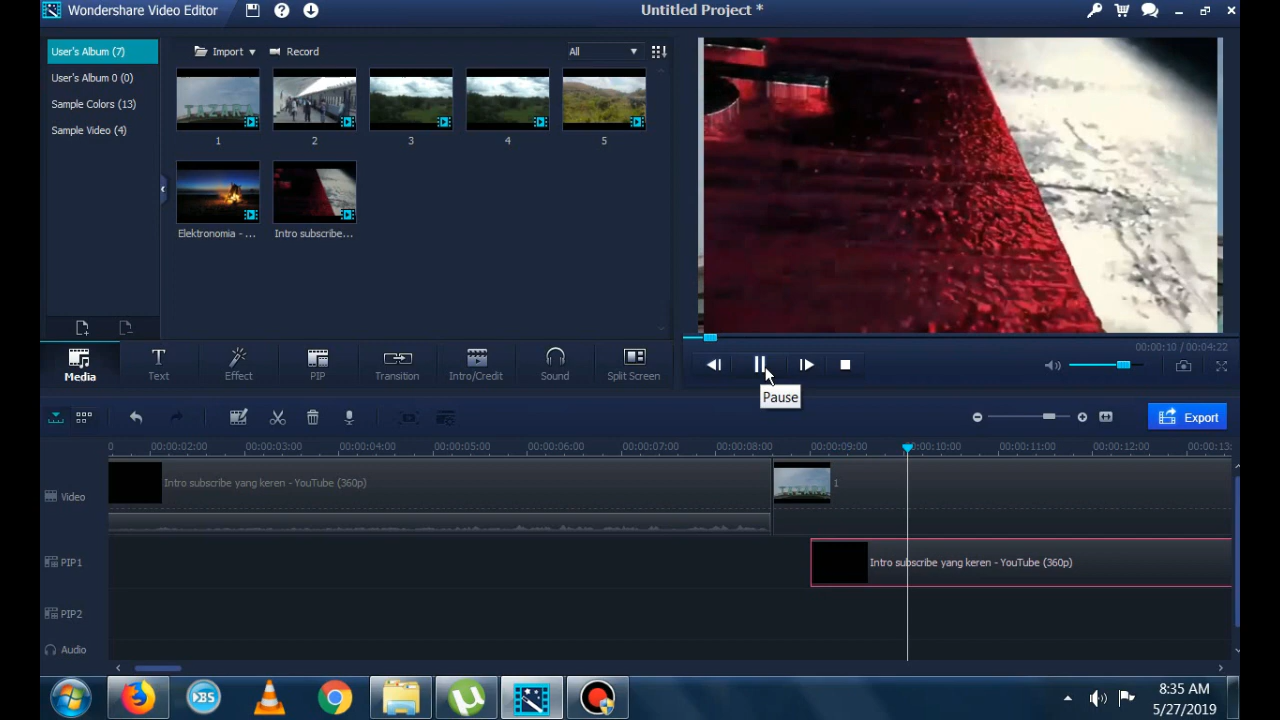 Wondershare Video Editor
Untitled Project *
User's Album (7)
User's Album 0 (0)
Sample Colors (13)
Sample Video (4)
Import
Record
All
1
2
3
4
5
Elektronomia - ...
Intro subscribe...
00:00:10 / 00:04:22
Media
Text
Effect
PIP
Transition
Intro/Credit
Sound
Split Screen
Pause
Export
0
00:00:02:00
00:00:03:00
00:00:04:00
00:00:05:00
00:00:06:00
00:00:07:00
00:00:08:00
00:00:09:00
00:00:10:00
00:00:11:00
00:00:12:00
00:00:13:
Video
Intro subscribe yang keren - YouTube (360p)
1
PIP1
Intro subscribe yang keren - YouTube (360p)
PIP2
Audio
BS
8:35 AM
5/27/2019